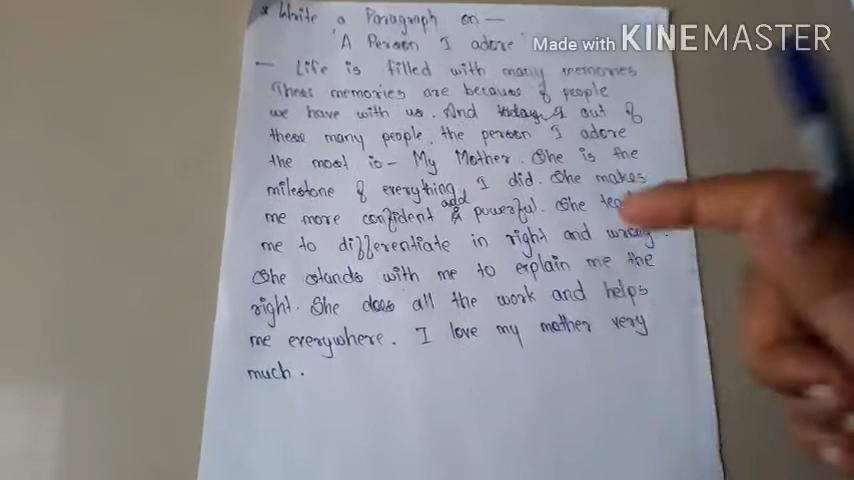 * Write a Paragraph on —
'A Person I adore'
Made with KINEMASTER
— Life is filled with many memories
These memories are because of people
we have with us. And today, I out of
these many people, the person I adore
the most is - My Mother. She is the
milestone of everything I did. She makes
me more confident and powerful. She
me to differentiate in right and wrong.
She stands with me to explain me the
right. She does all the work and helps
me everywhere. I love my mother very
much.